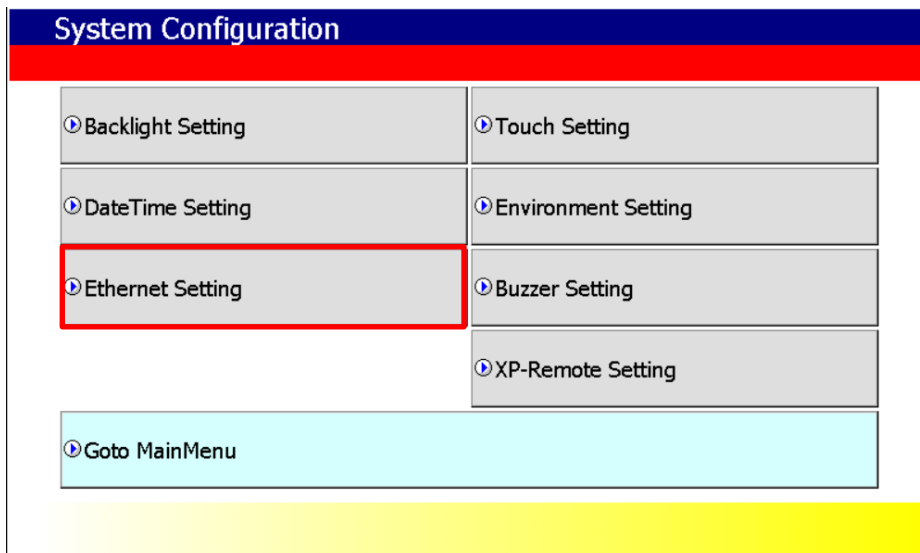 System Configuration
Backlight Setting
Touch Setting
DateTime Setting
Environment Setting
Ethernet Setting
Buzzer Setting
XP-Remote Setting
Goto MainMenu